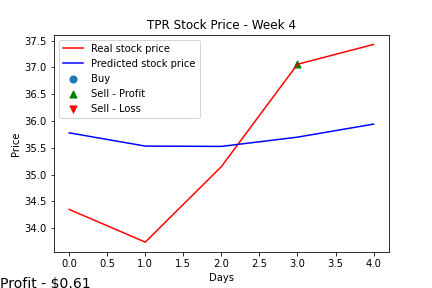 TPR Stock Price - Week 4
37.5
37.0
36.5
36.0
35.5
35.0
34.5
34.0
Price
Real stock price
Predicted stock price
Buy
Sell - Profit
Sell - Loss
0.0 0.5 1.0 1.5 2.0 2.5 3.0 3.5 4.0
Days
Profit - $0.61